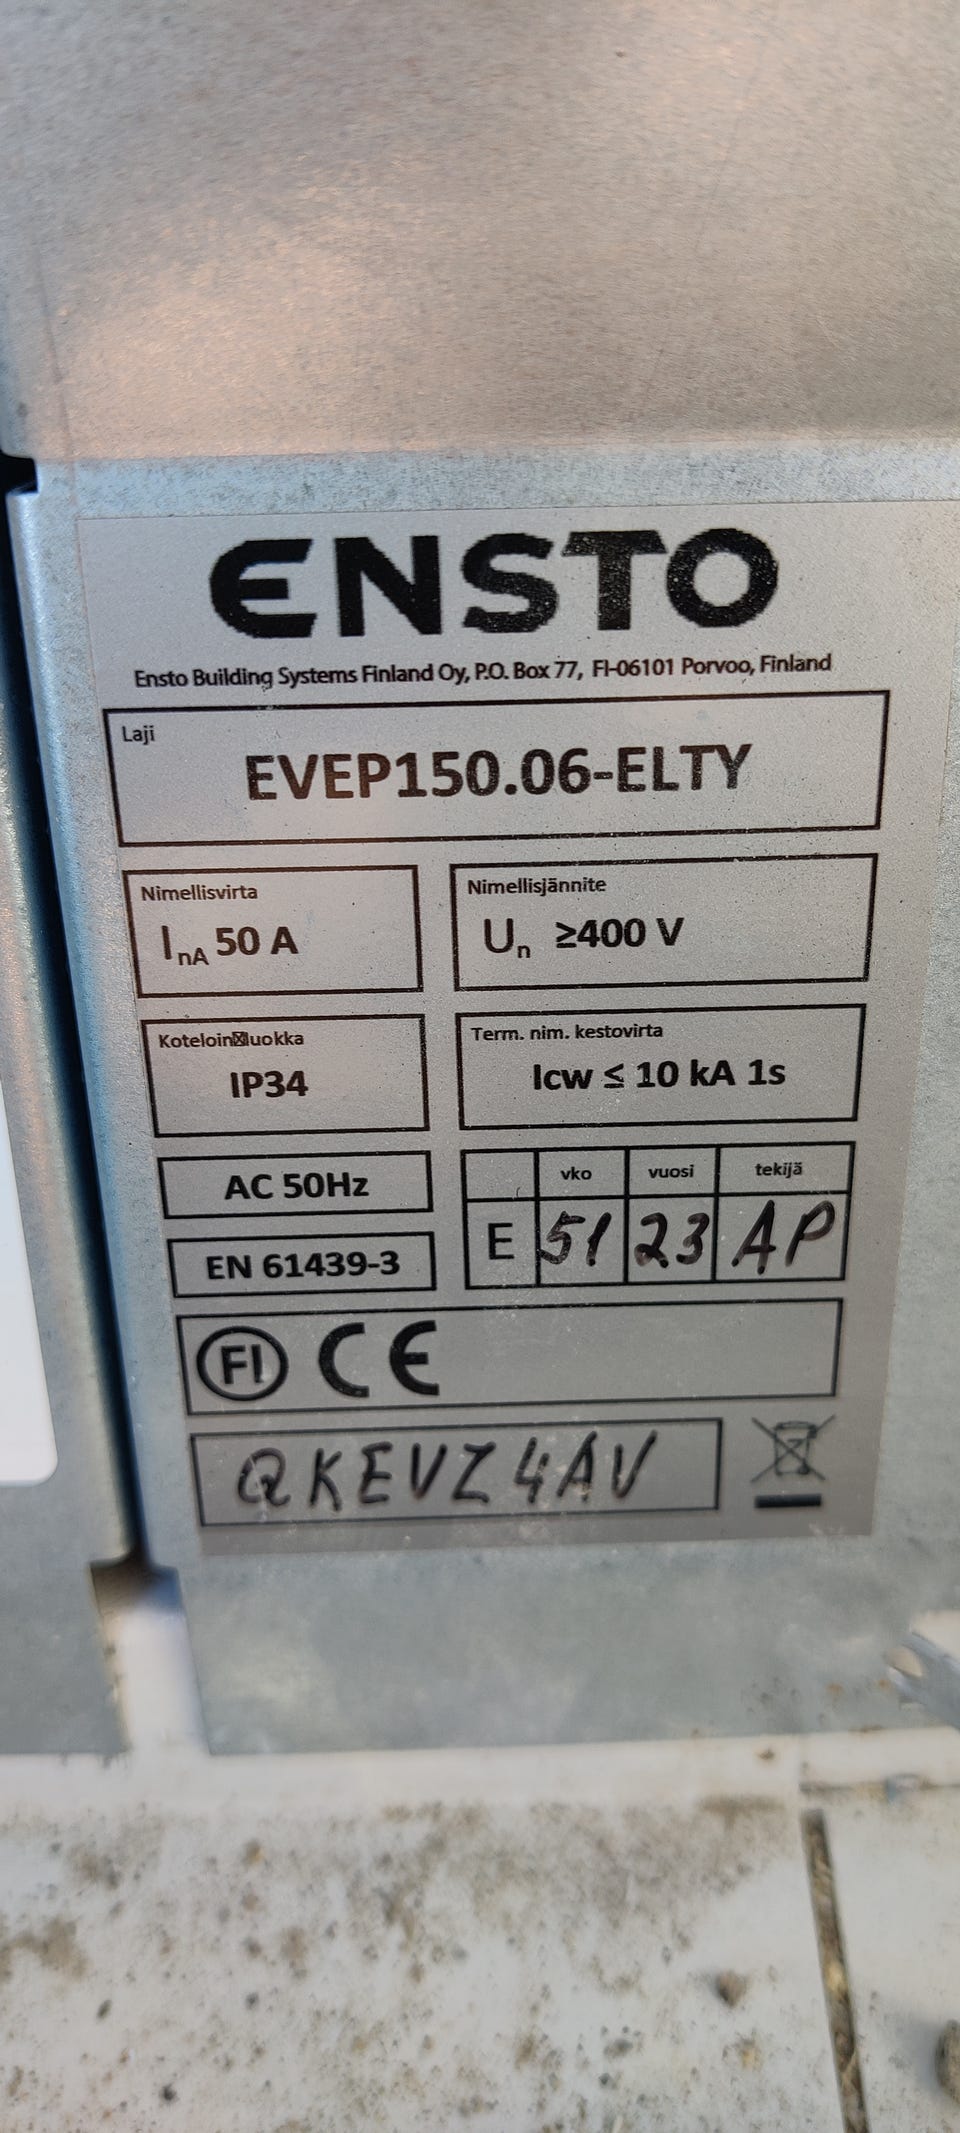 ENSTO
Ensto Building Systems Finland Oy, P.O. Box 77, FI-06101 Porvoo, Finland
Laji
EVEP150.06-ELTY
Nimellisvirta
InA 50 A
Nimellisjännite
Un ≥400 V
Koteloin☒luokka
IP34
Term. nim. kestovirta
Icw ≤ 10 kA 1s
AC 50Hz
EN 61439-3
vko vuosi tekijä
E 51 23 AP
FI CE
QKEVZ4AV